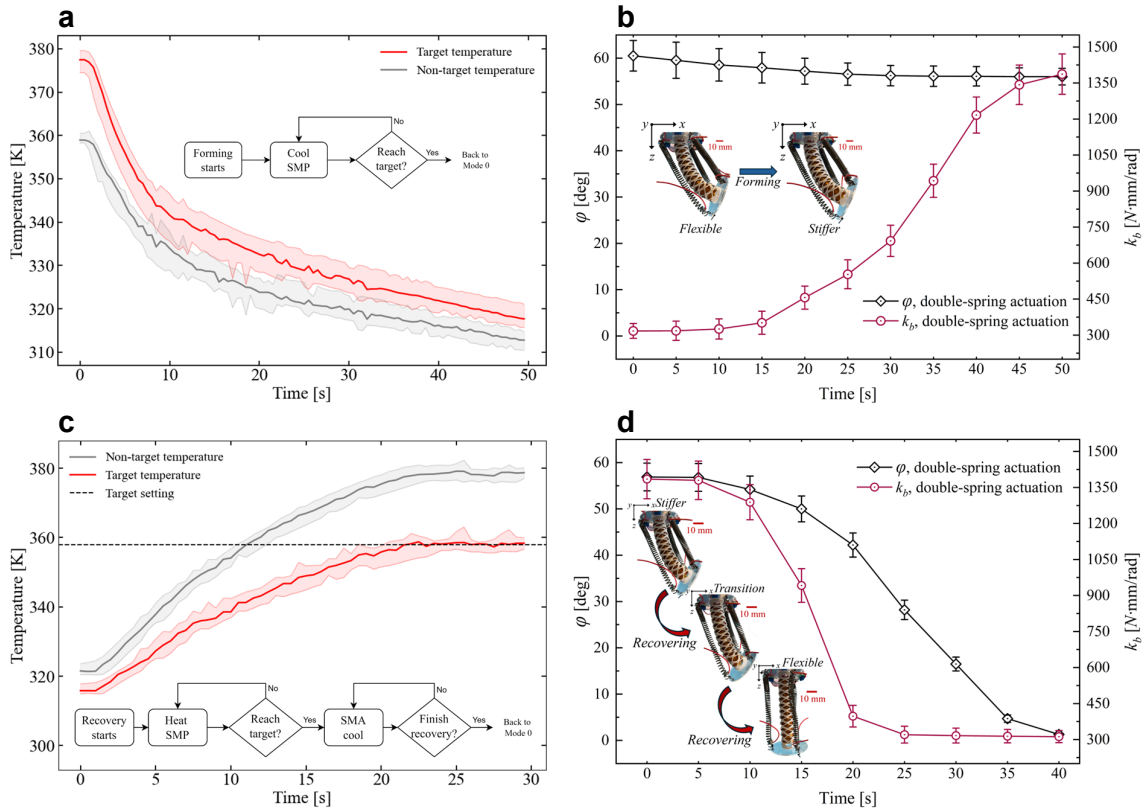 a
380
370
360
350
340
330
320
310
0
10
20
30
40
50
Temperature [K]
Time [s]
Target temperature
Non-target temperature
No
Forming
starts
Cool
SMP
Reach
target?
Yes
Back to
Mode 0
b
60
50
40
30
20
10
0
φ [deg]
1500
1350
1200
1050
900
750
600
450
300
k_b [N·mm/rad]
0
5
10
15
20
25
30
35
40
45
50
Time [s]
y
x
z
10 mm
Forming
y
x
z
10 mm
Flexible
Stiffer
φ, double-spring actuation
k_b, double-spring actuation
c
380
360
340
320
300
0
5
10
15
20
25
30
Temperature [K]
Time [s]
Non-target temperature
Target temperature
Target setting
No
No
Recovery
starts
Heat
SMP
Reach
target?
Yes
SMA
cool
Finish
recovery?
Yes
Back to
Mode 0
d
60
50
40
30
20
10
0
φ [deg]
1500
1350
1200
1050
900
750
600
450
300
k_b [N·mm/rad]
0
5
10
15
20
25
30
35
40
Time [s]
φ, double-spring actuation
k_b, double-spring actuation
y
x
Stiffer
z
10 mm
y
x
Transition
z
10 mm
Recovering
y
x
Flexible
z
10 mm
Recovering